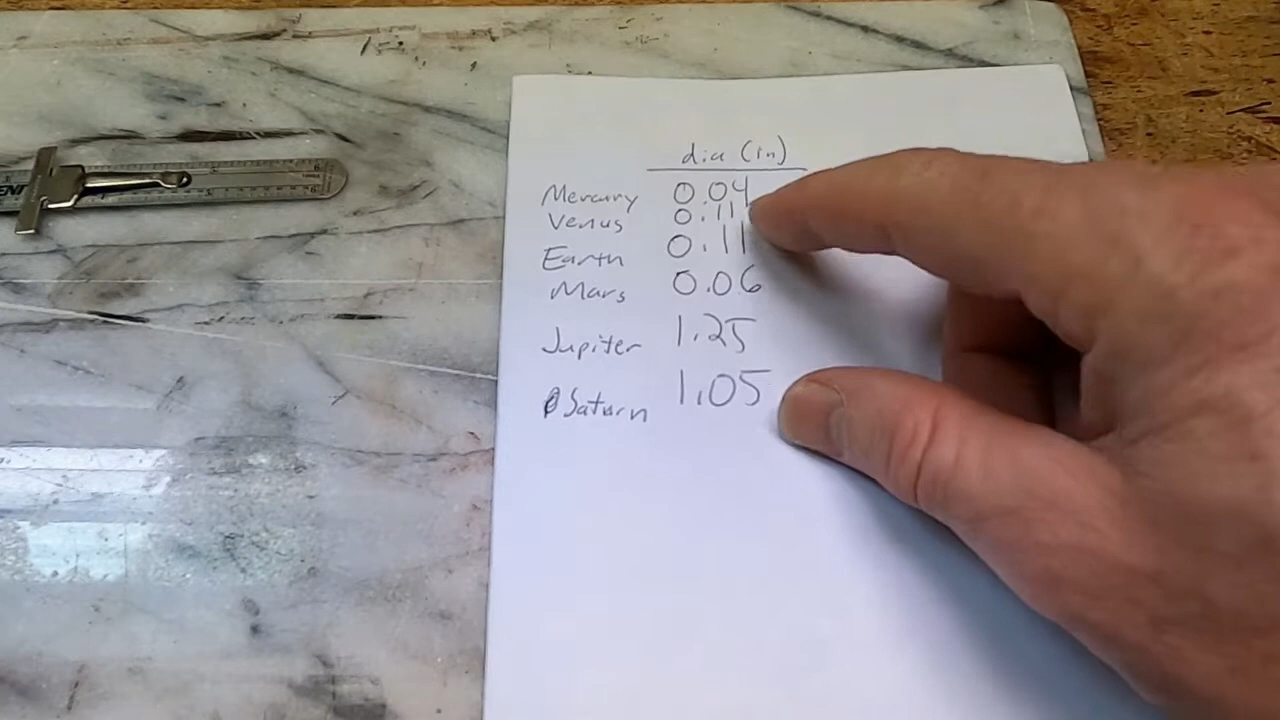 dia (in)
Mercury 0.04
Venus 0.11
Earth 0.11
Mars 0.06
Jupiter 1.25
Saturn 1.05